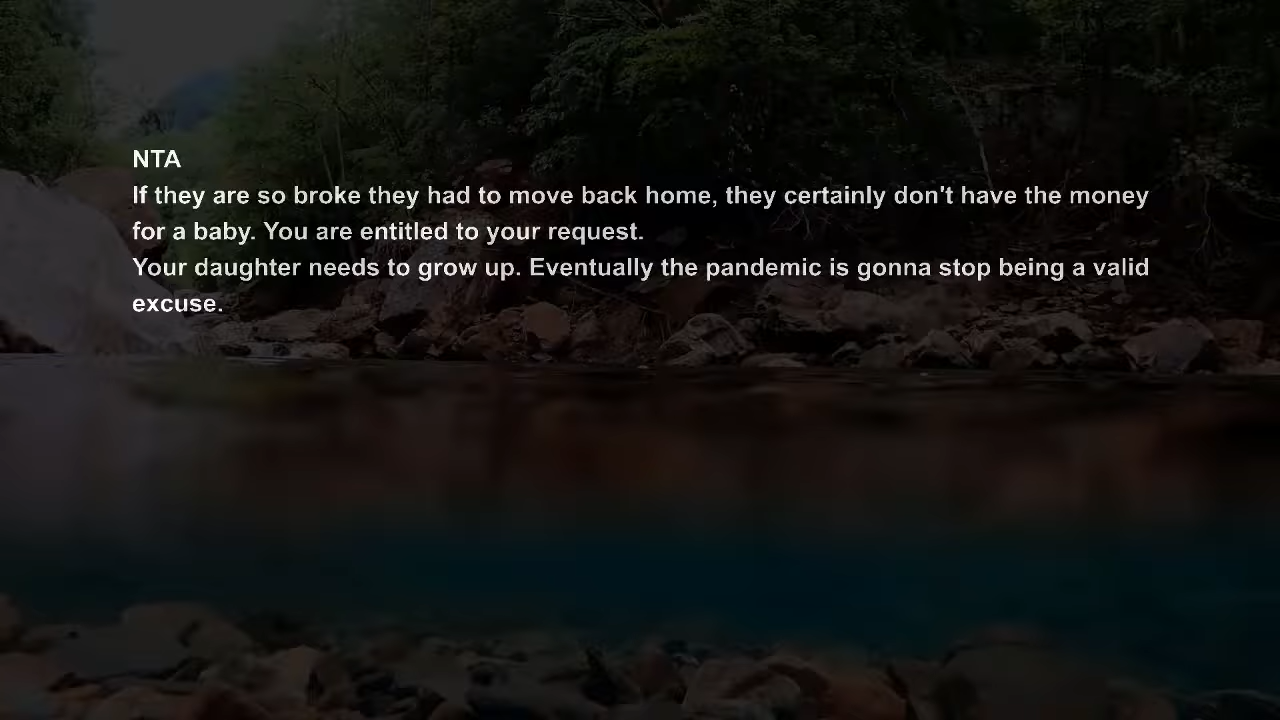 NTA
If they are so broke they had to move back home, they certainly don't have the money
for a baby. You are entitled to your request.
Your daughter needs to grow up. Eventually the pandemic is gonna stop being a valid
excuse.